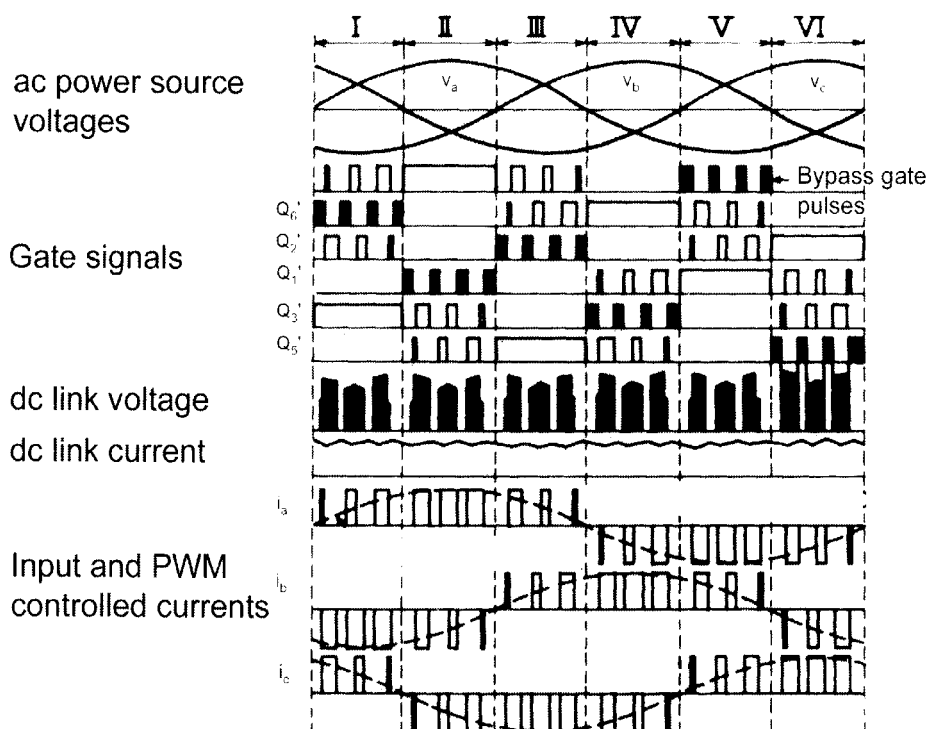 I II III IV V VI
ac power source
voltages
va vb vc
Bypass gate
pulses
Gate signals
Q6'
Q2'
Q1'
Q3'
Q5'
dc link voltage
dc link current
ia
Input and PWM
controlled currents
ib
ic